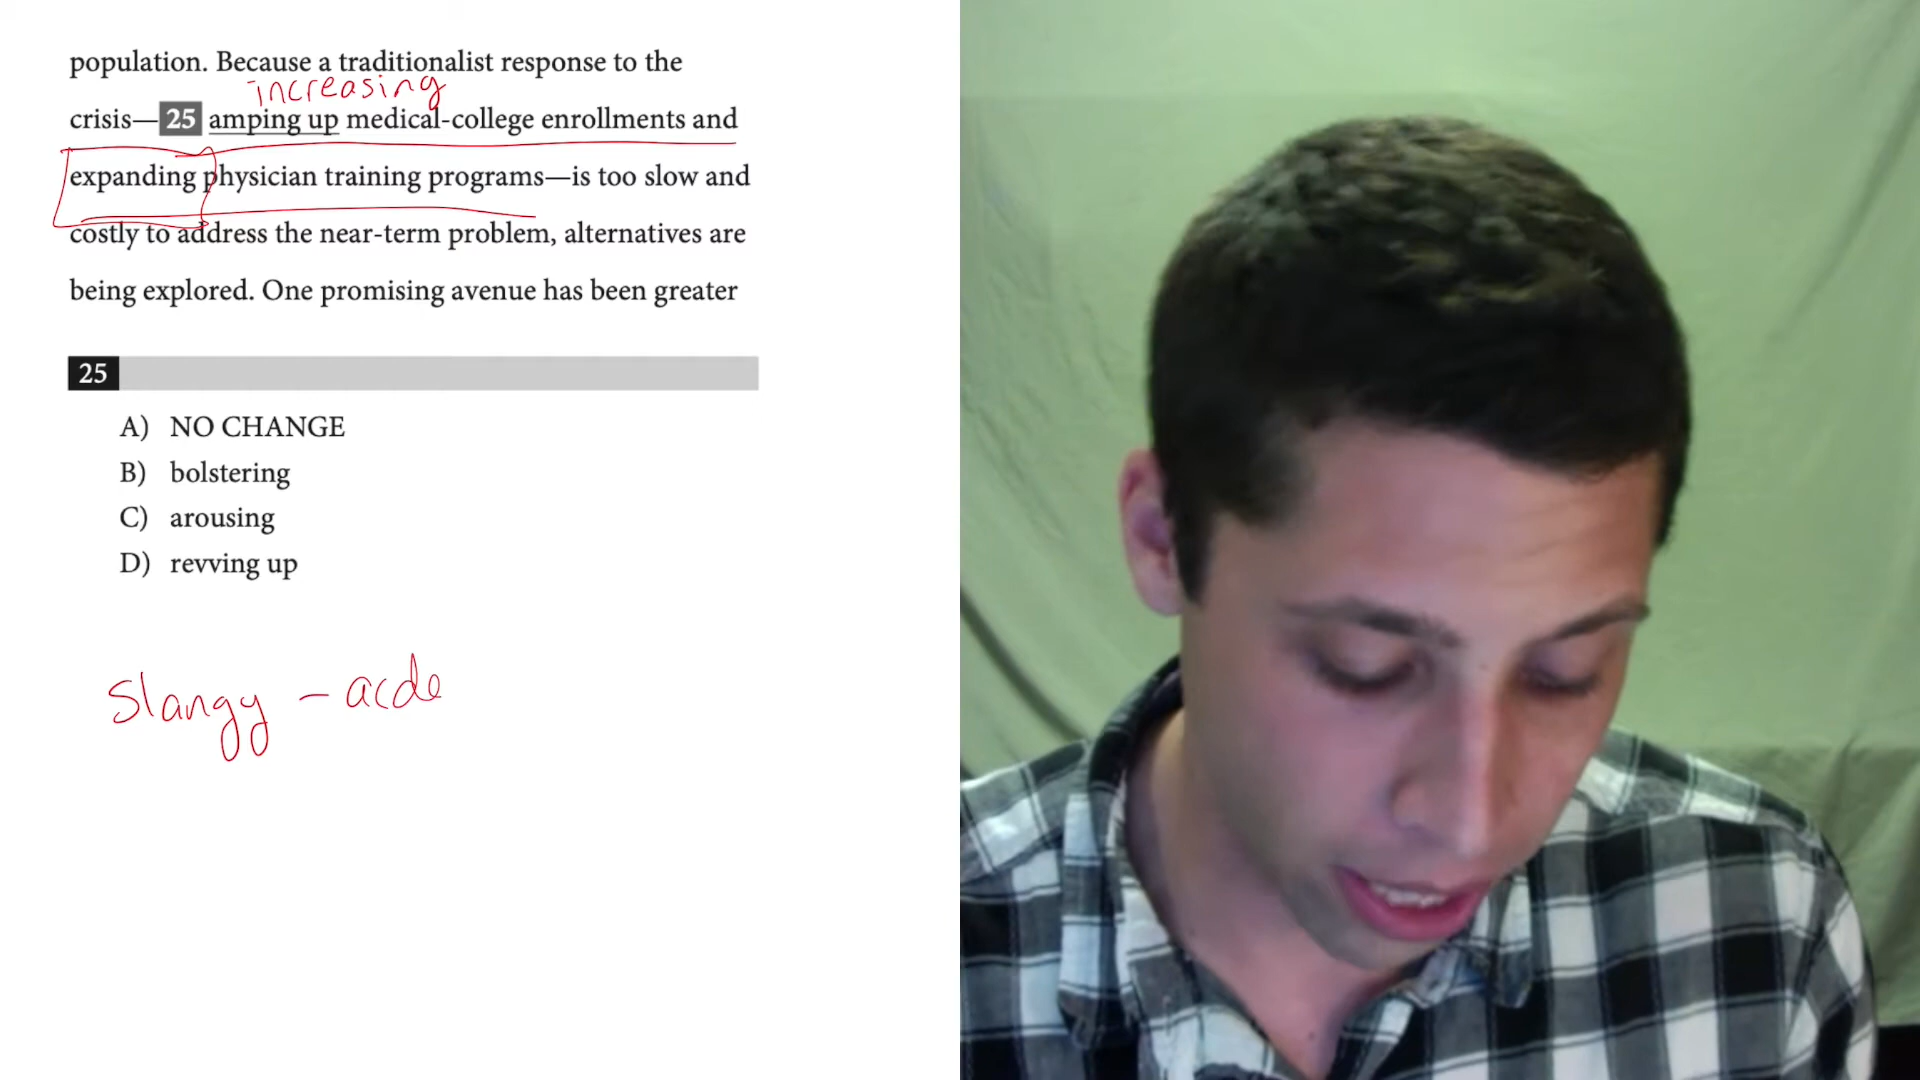 population. Because a traditionalist response to the
increasing
crisis—25 amping up medical-college enrollments and
expanding physician training programs—is too slow and
costly to address the near-term problem, alternatives are
being explored. One promising avenue has been greater
25
A) NO CHANGE
B) bolstering
C) arousing
D) revving up
Slangy - acde